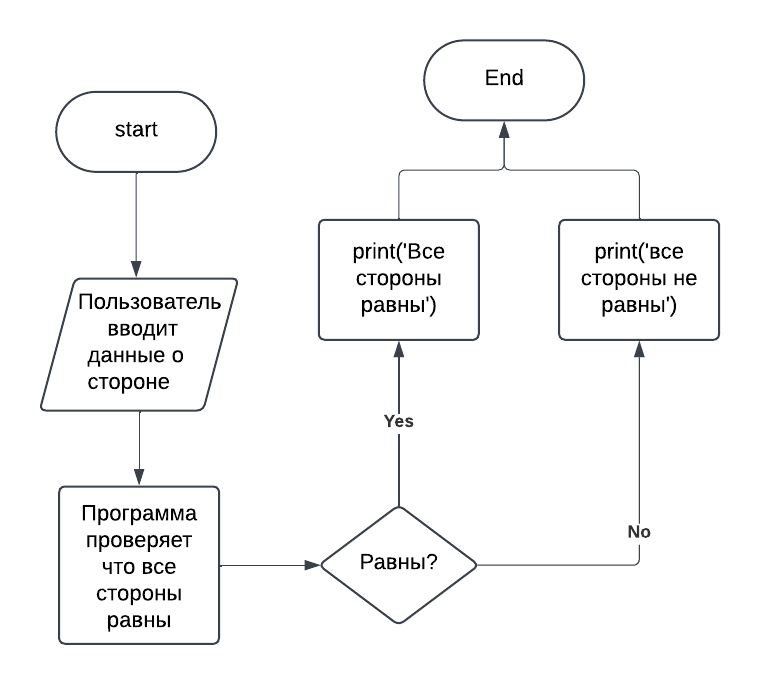 start
Пользователь
вводит
данные о
стороне
Программа
проверяет
что все
стороны
равны
Равны?
Yes
print('Все
стороны
равны')
No
print('все
стороны не
равны')
End